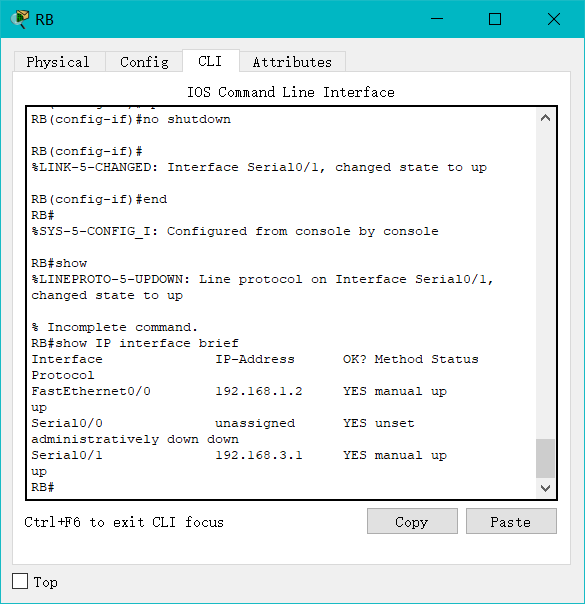 RB
Physical Config CLI Attributes
IOS Command Line Interface
RB(config-if)#no shutdown
RB(config-if)#
%LINK-5-CHANGED: Interface Serial0/1, changed state to up
RB(config-if)#end
RB#
%SYS-5-CONFIG_I: Configured from console by console
RB#show
%LINEPROTO-5-UPDOWN: Line protocol on Interface Serial0/1,
changed state to up
% Incomplete command.
RB#show IP interface brief
Interface IP-Address OK? Method Status
Protocol
FastEthernet0/0 192.168.1.2 YES manual up
up
Serial0/0 unassigned YES unset
administratively down down
Serial0/1 192.168.3.1 YES manual up
up
RB#
Ctrl+F6 to exit CLI focus
Copy Paste
Top